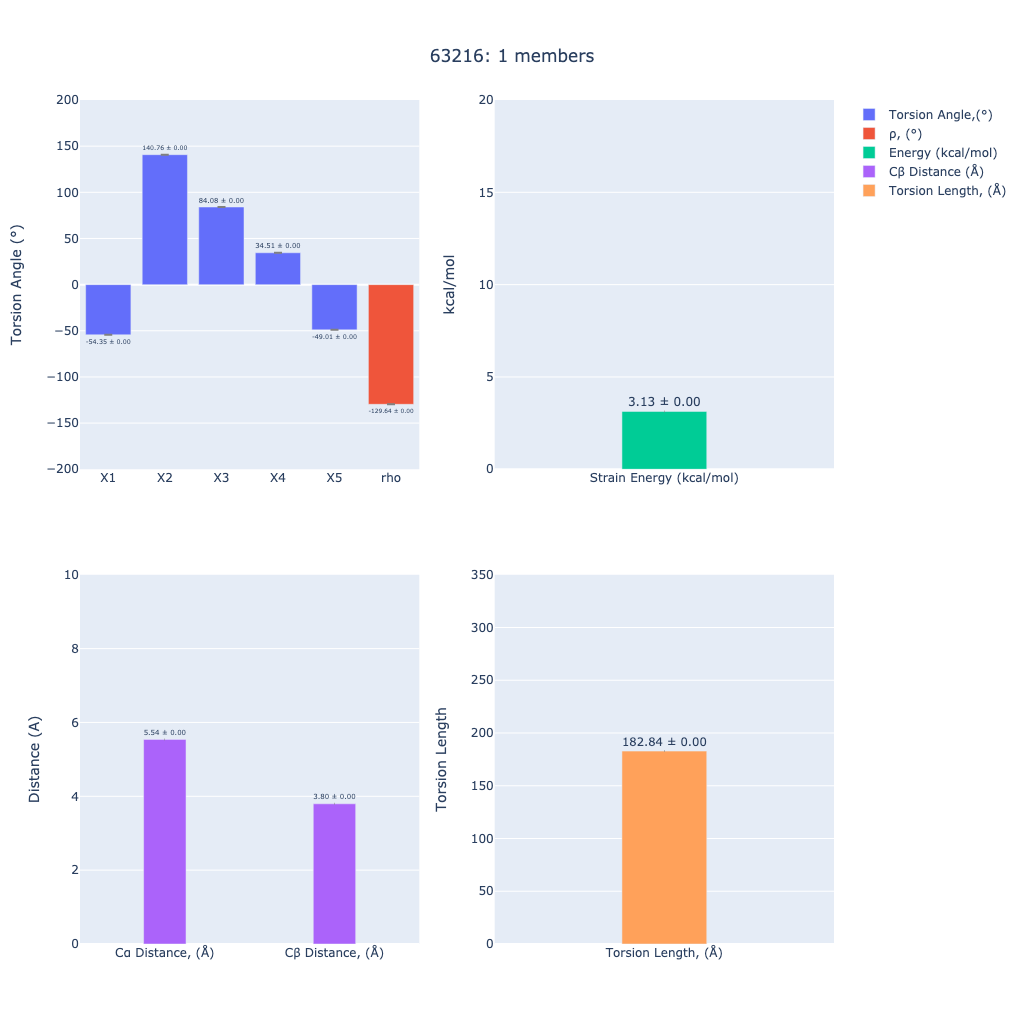 63216: 1 members
200
150
100
50
0
−50
−100
−150
−200
Torsion Angle (°)
-54.35 ± 0.00
140.76 ± 0.00
84.08 ± 0.00
34.51 ± 0.00
-49.01 ± 0.00
-129.64 ± 0.00
X1
X2
X3
X4
X5
rho
20
15
10
5
0
kcal/mol
3.13 ± 0.00
Strain Energy (kcal/mol)
Torsion Angle,(°)
ρ, (°)
Energy (kcal/mol)
Cβ Distance (Å)
Torsion Length, (Å)
10
8
6
4
2
0
Distance (A)
5.54 ± 0.00
3.80 ± 0.00
Cα Distance, (Å)
Cβ Distance, (Å)
350
300
250
200
150
100
50
0
Torsion Length
182.84 ± 0.00
Torsion Length, (Å)